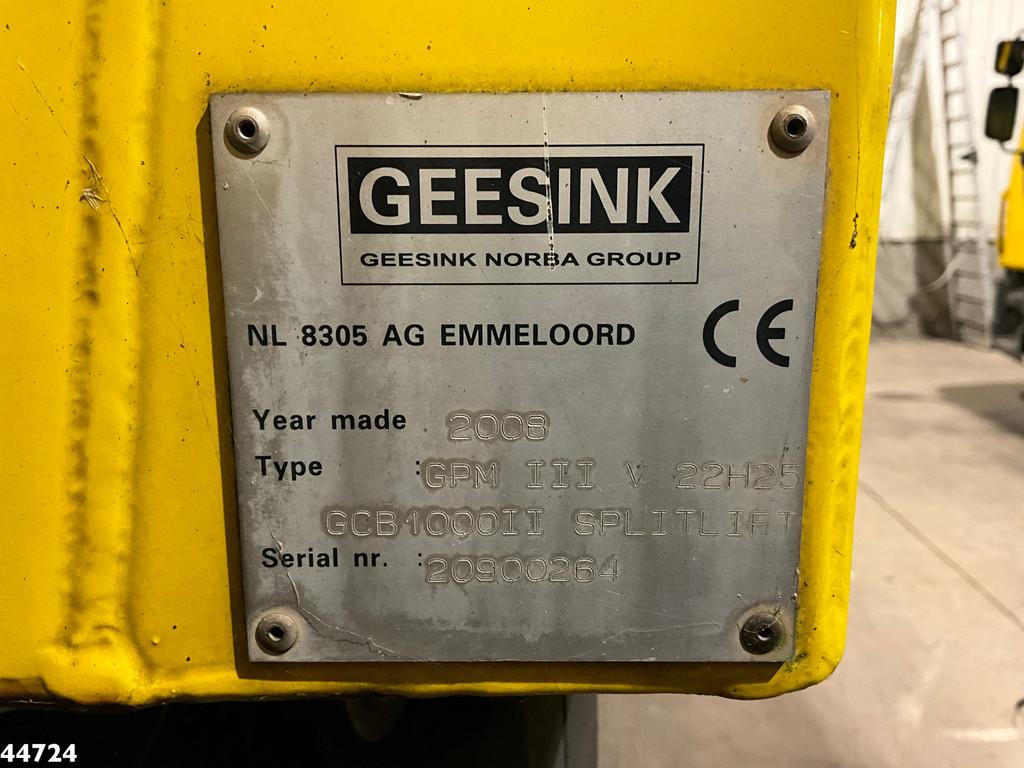 GEESINK
GEESINK NORBA GROUP
NL 8305 AG EMMELOORD CE
Year made 2008
Type : GPM III V 22H25
GCB1000II SPLITLIFT
Serial nr. : 20900264
44724